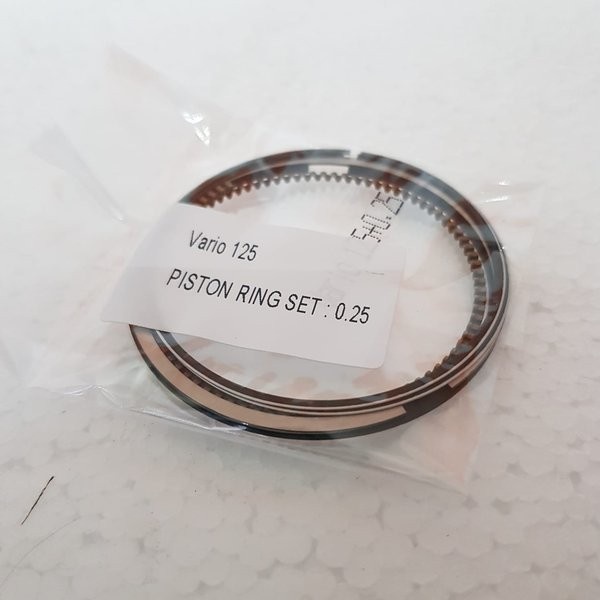 Vario 125
PISTON RING SET : 0.25